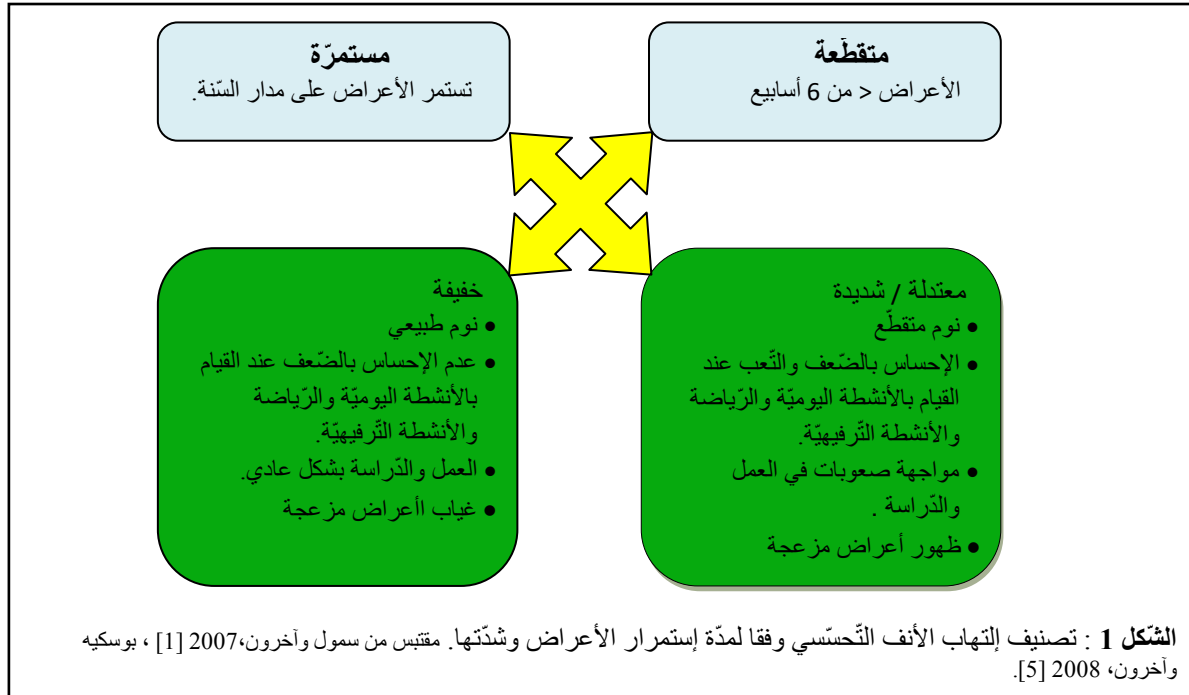 متقطّعة
الأعراض < من 6 أسابيع
مستمرّة
تستمر الأعراض على مدار السّنة.
معتدلة / شديدة
• نوم متقطّع
• الإحساس بالضّعف والتّعب عند
القيام بالأنشطة اليوميّة والرّياضة
والأنشطة التّرفيهيّة.
• مواجهة صعوبات في العمل
والدّراسة .
• ظهور أعراض مزعجة
خفيفة
• نوم طبيعي
• عدم الإحساس بالضّعف عند القيام
بالأنشطة اليوميّة والرّياضة
والأنشطة التّرفيهيّة.
• العمل والدّراسة بشكل عادي.
• غياب اأعراض مزعجة
الشّكل 1 : تصنيف إلتهاب الأنف التّحسّسي وفقا لمدّة إستمرار الأعراض وشدّتها. مقتبس من سمول وآخرون،2007 [1] ، بوسكيه
وآخرون، 2008 [5].